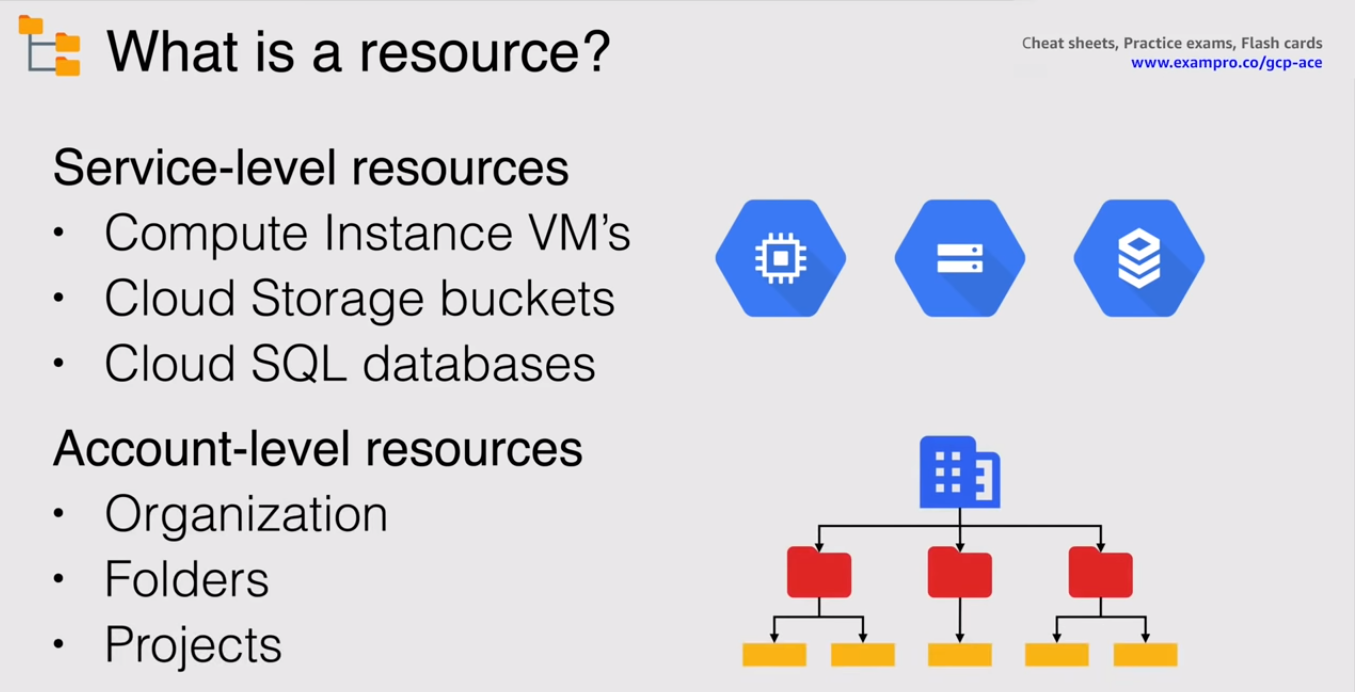 What is a resource?
Cheat sheets, Practice exams, Flash cards
www.exampro.co/gcp-ace
Service-level resources
• Compute Instance VM’s
• Cloud Storage buckets
• Cloud SQL databases
Account-level resources
• Organization
• Folders
• Projects